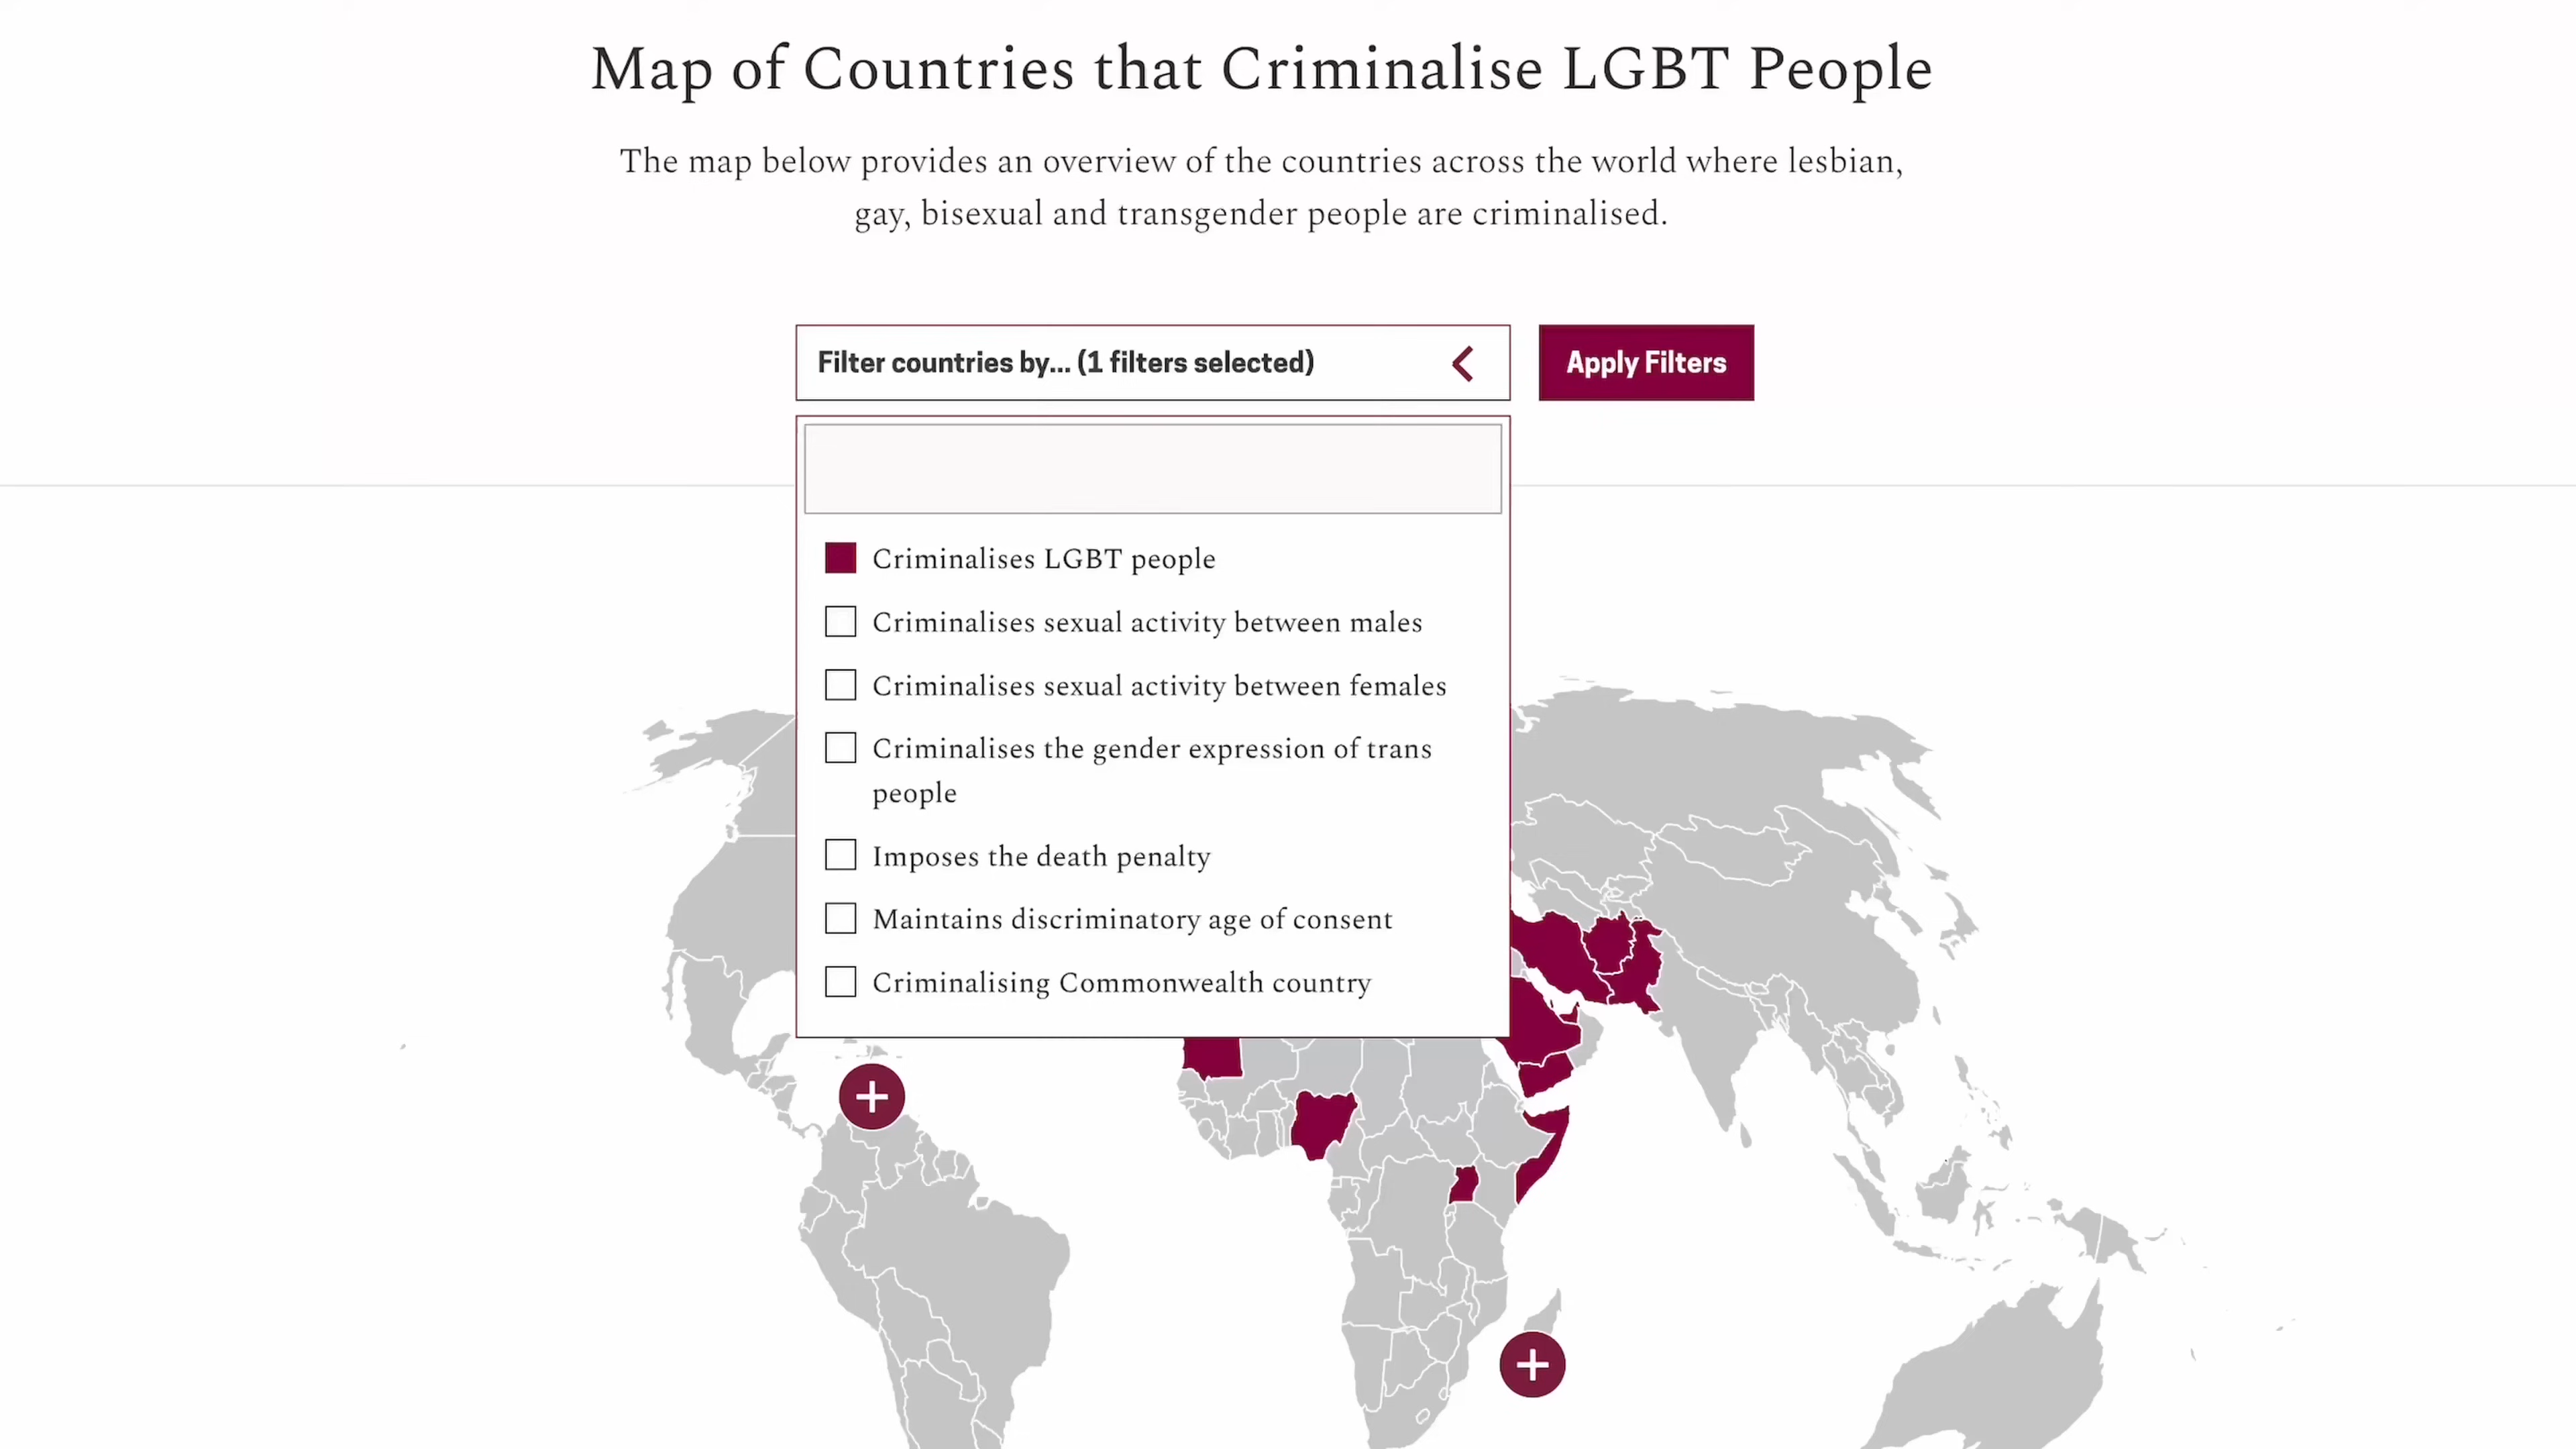 Map of Countries that Criminalise LGBT People
The map below provides an overview of the countries across the world where lesbian,
gay, bisexual and transgender people are criminalised.
Filter countries by... (1 filters selected)
Apply Filters
Criminalises LGBT people
Criminalises sexual activity between males
Criminalises sexual activity between females
Criminalises the gender expression of trans
people
Imposes the death penalty
Maintains discriminatory age of consent
Criminalising Commonwealth country